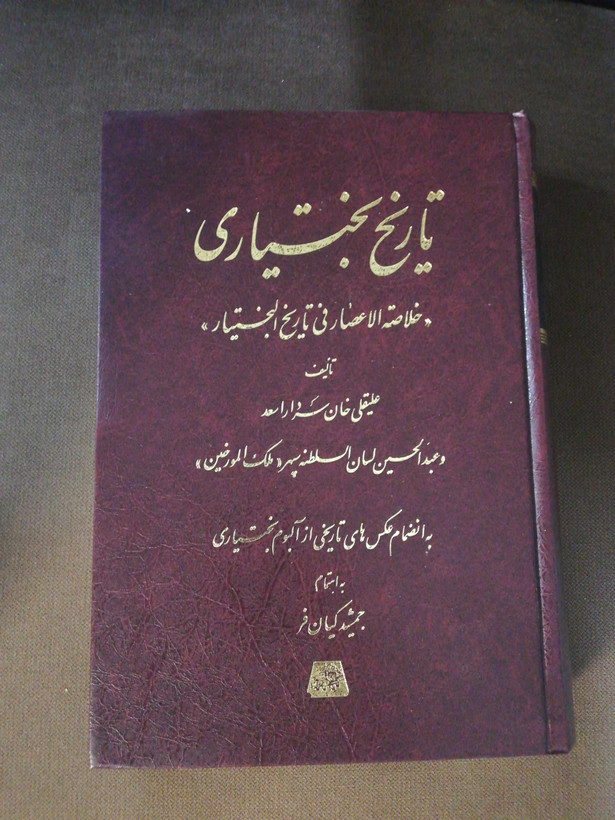 تاریخ بختیاری
«خلاصة الاعصار فی تاریخ البختیار»
تألیف
علیقلی خان سردار اسعد
و عبدالحسین لسان السلطنه سپهر «ملک المورخین»
به انضمام عکس های تاریخی از آلبوم بختیاری
به اهتمام
جمشید کیان فر